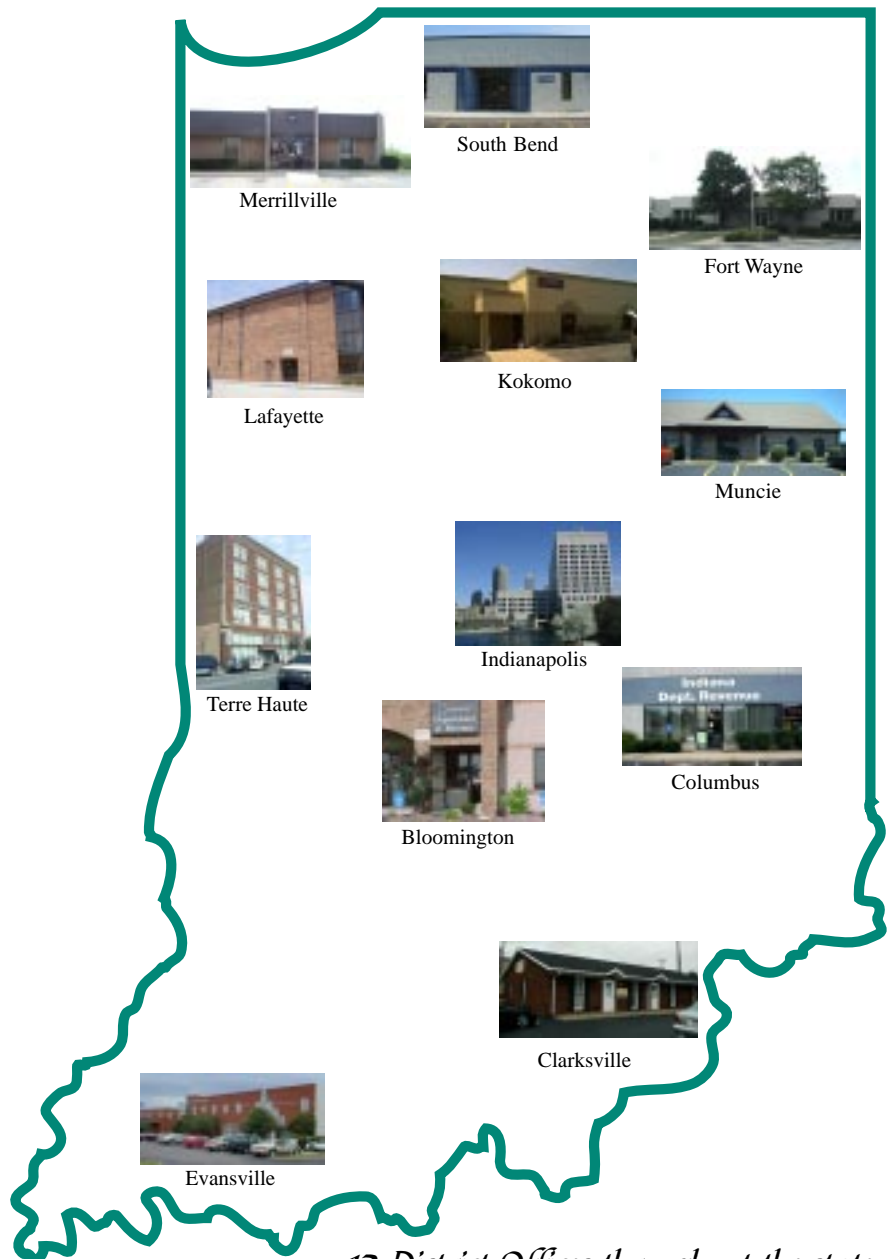 South Bend
Merrillville
Fort Wayne
Kokomo
Lafayette
Muncie
Indianapolis
Indiana
Dept. Revenue
Terre Haute
Columbus
Bloomington
Clarksville
Evansville
12 District Offices throughout the state